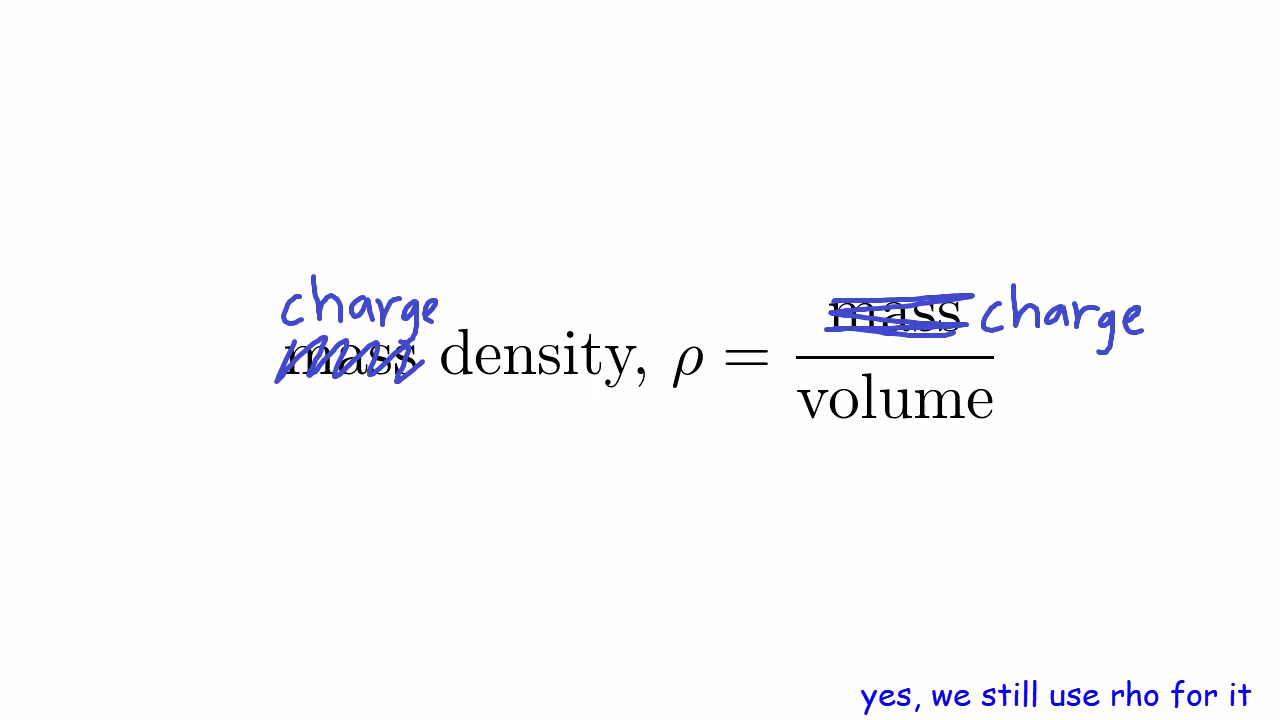 charge
mass density, ρ =
mass charge
volume
yes, we still use rho for it